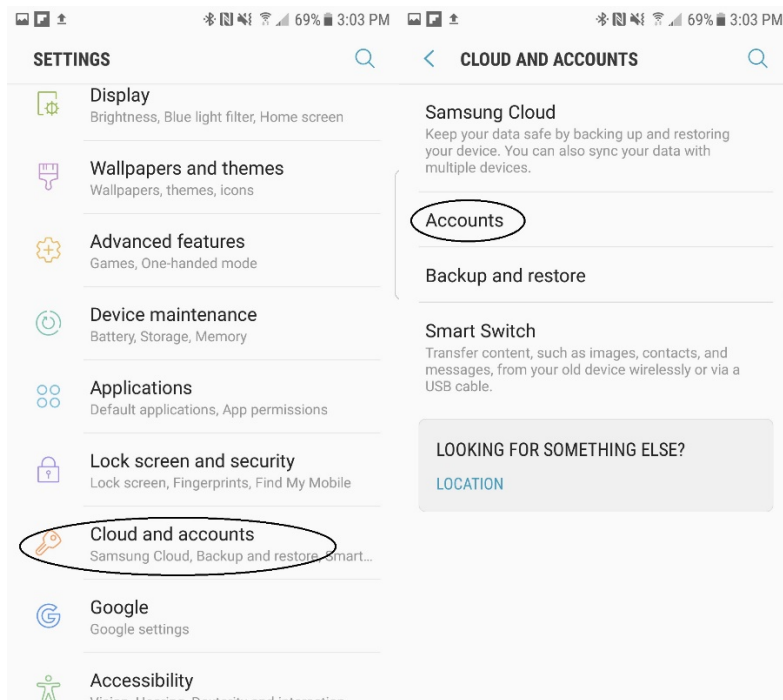 69% 3:03 PM
SETTINGS
Display
Brightness, Blue light filter, Home screen
Wallpapers and themes
Wallpapers, themes, icons
Advanced features
Games, One-handed mode
Device maintenance
Battery, Storage, Memory
Applications
Default applications, App permissions
Lock screen and security
Lock screen, Fingerprints, Find My Mobile
Cloud and accounts
Samsung Cloud, Backup and restore, Smart...
Google
Google settings
Accessibility
Vision, Hearing, Dexterity and interaction
69% 3:03 PM
CLOUD AND ACCOUNTS
Samsung Cloud
Keep your data safe by backing up and restoring
your device. You can also sync your data with
multiple devices.
Accounts
Backup and restore
Smart Switch
Transfer content, such as images, contacts, and
messages, from your old device wirelessly or via a
USB cable.
LOOKING FOR SOMETHING ELSE?
LOCATION